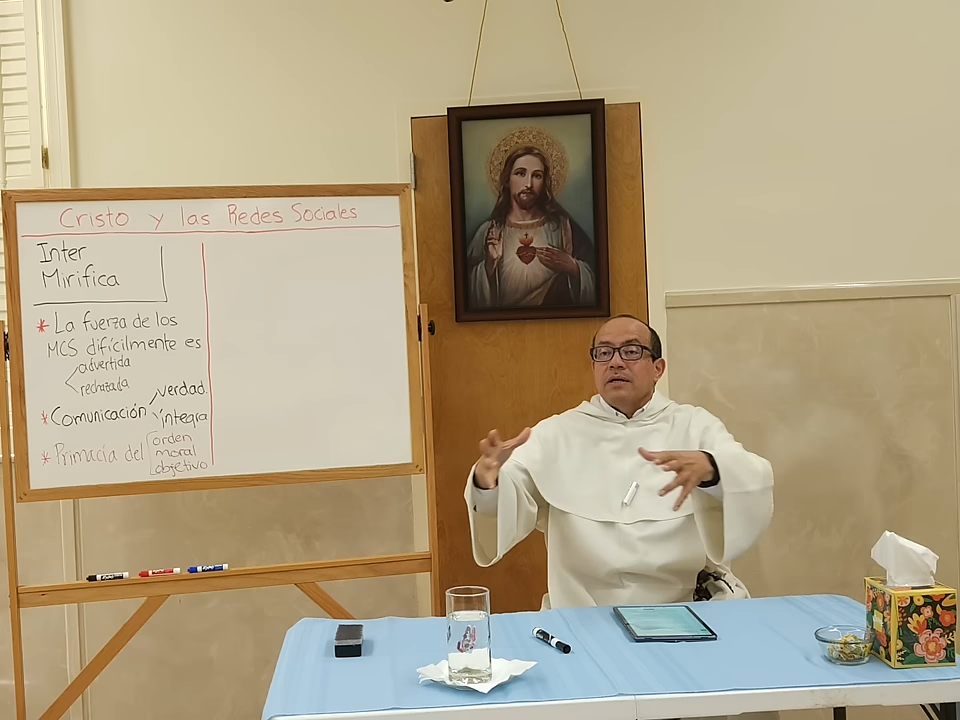 Cristo y las Redes Sociales
Inter
Mirifica
* La fuerza de los
MCS difícilmente es
advertida
rechazada
* Comunicación
verdad.
íntegra
* Primacía del
orden
moral
objetivo